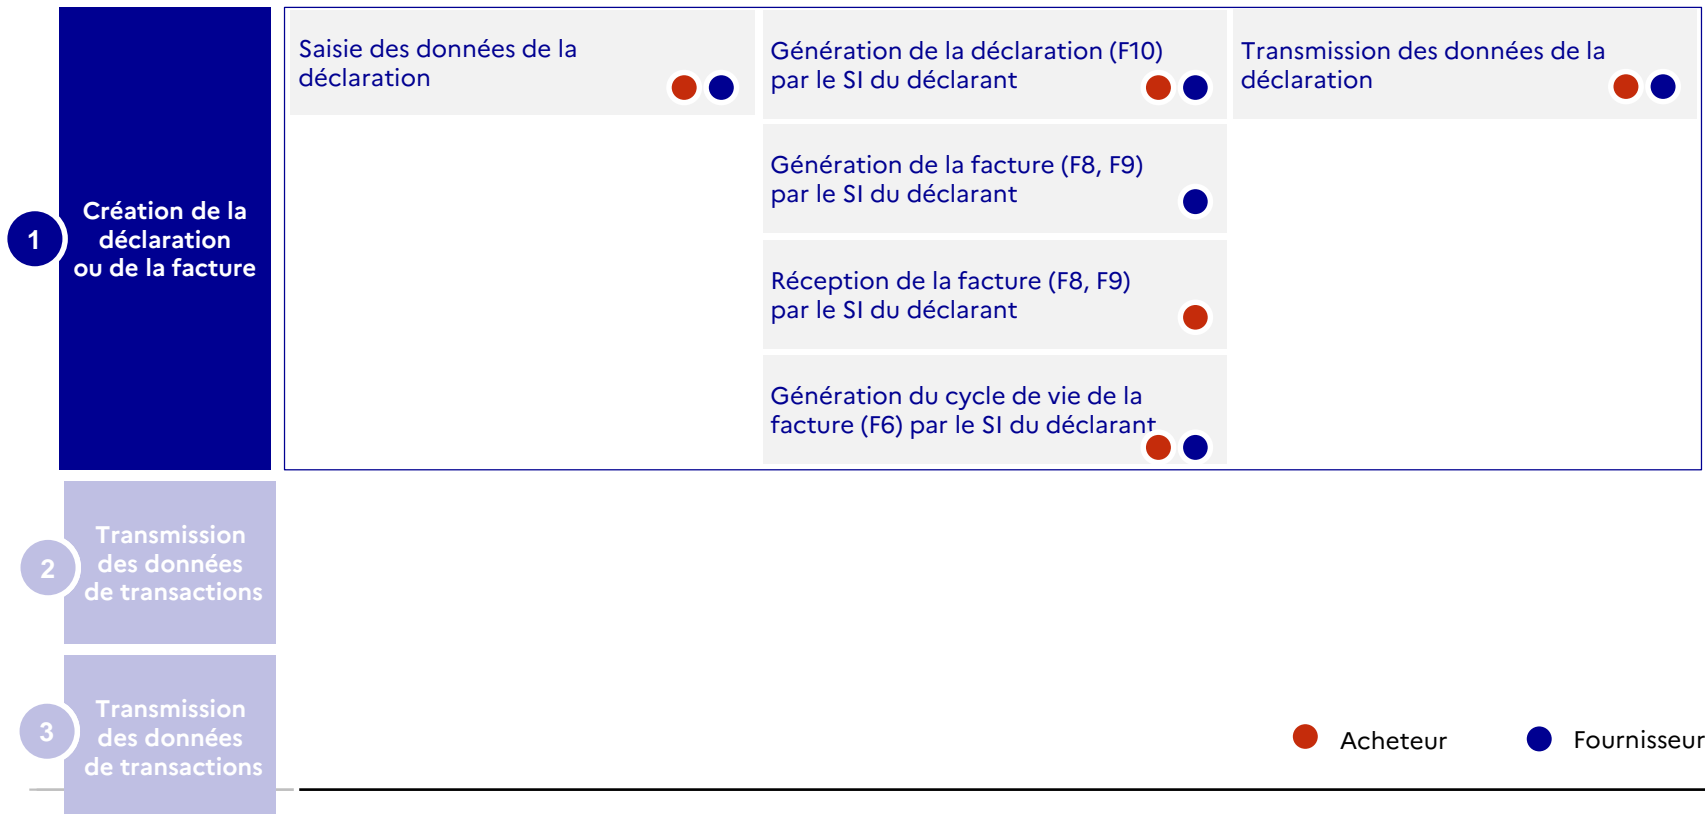 1
Création de la
déclaration
ou de la facture
Saisie des données de la
déclaration
Génération de la déclaration (F10)
par le SI du déclarant
Transmission des données de la
déclaration
Génération de la facture (F8, F9)
par le SI du déclarant
Réception de la facture (F8, F9)
par le SI du déclarant
Génération du cycle de vie de la
facture (F6) par le SI du déclarant
2
Transmission
des données
de transactions
3
Transmission
des données
de transactions
Acheteur
Fournisseur